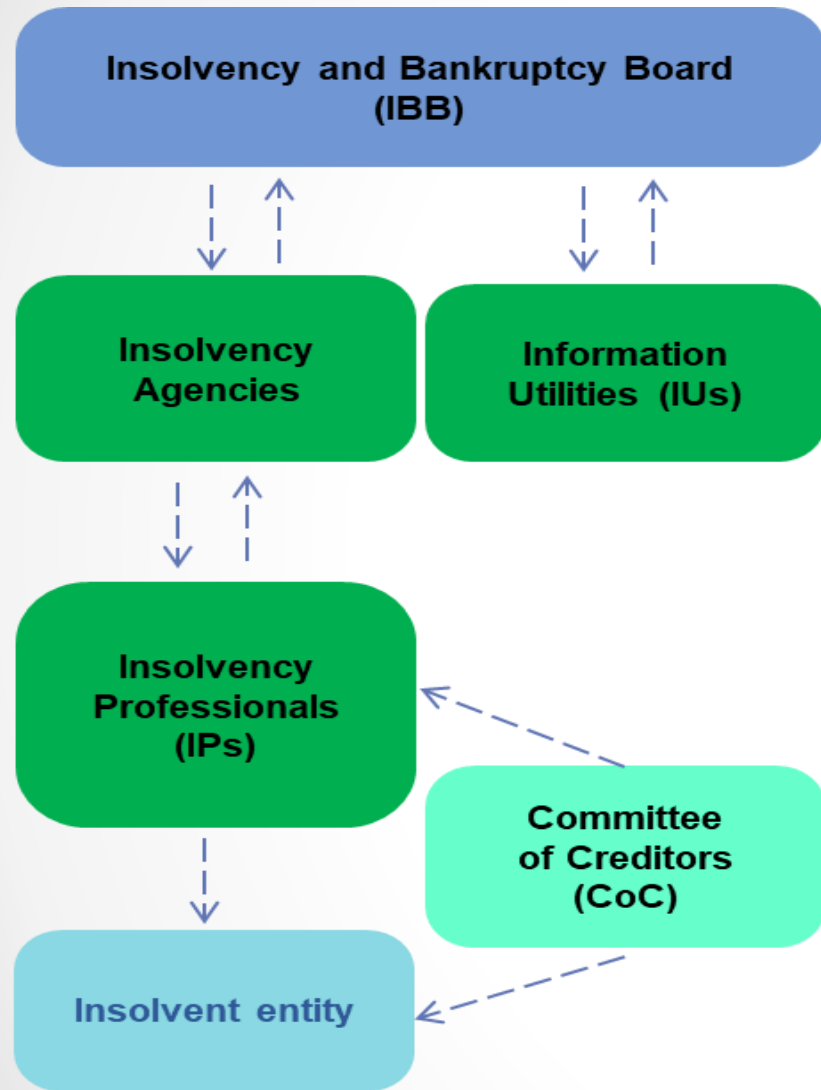 Insolvency and Bankruptcy Board
(IBB)
Insolvency
Agencies
Information
Utilities (IUs)
Insolvency
Professionals
(IPs)
Committee
of Creditors
(CoC)
Insolvent entity